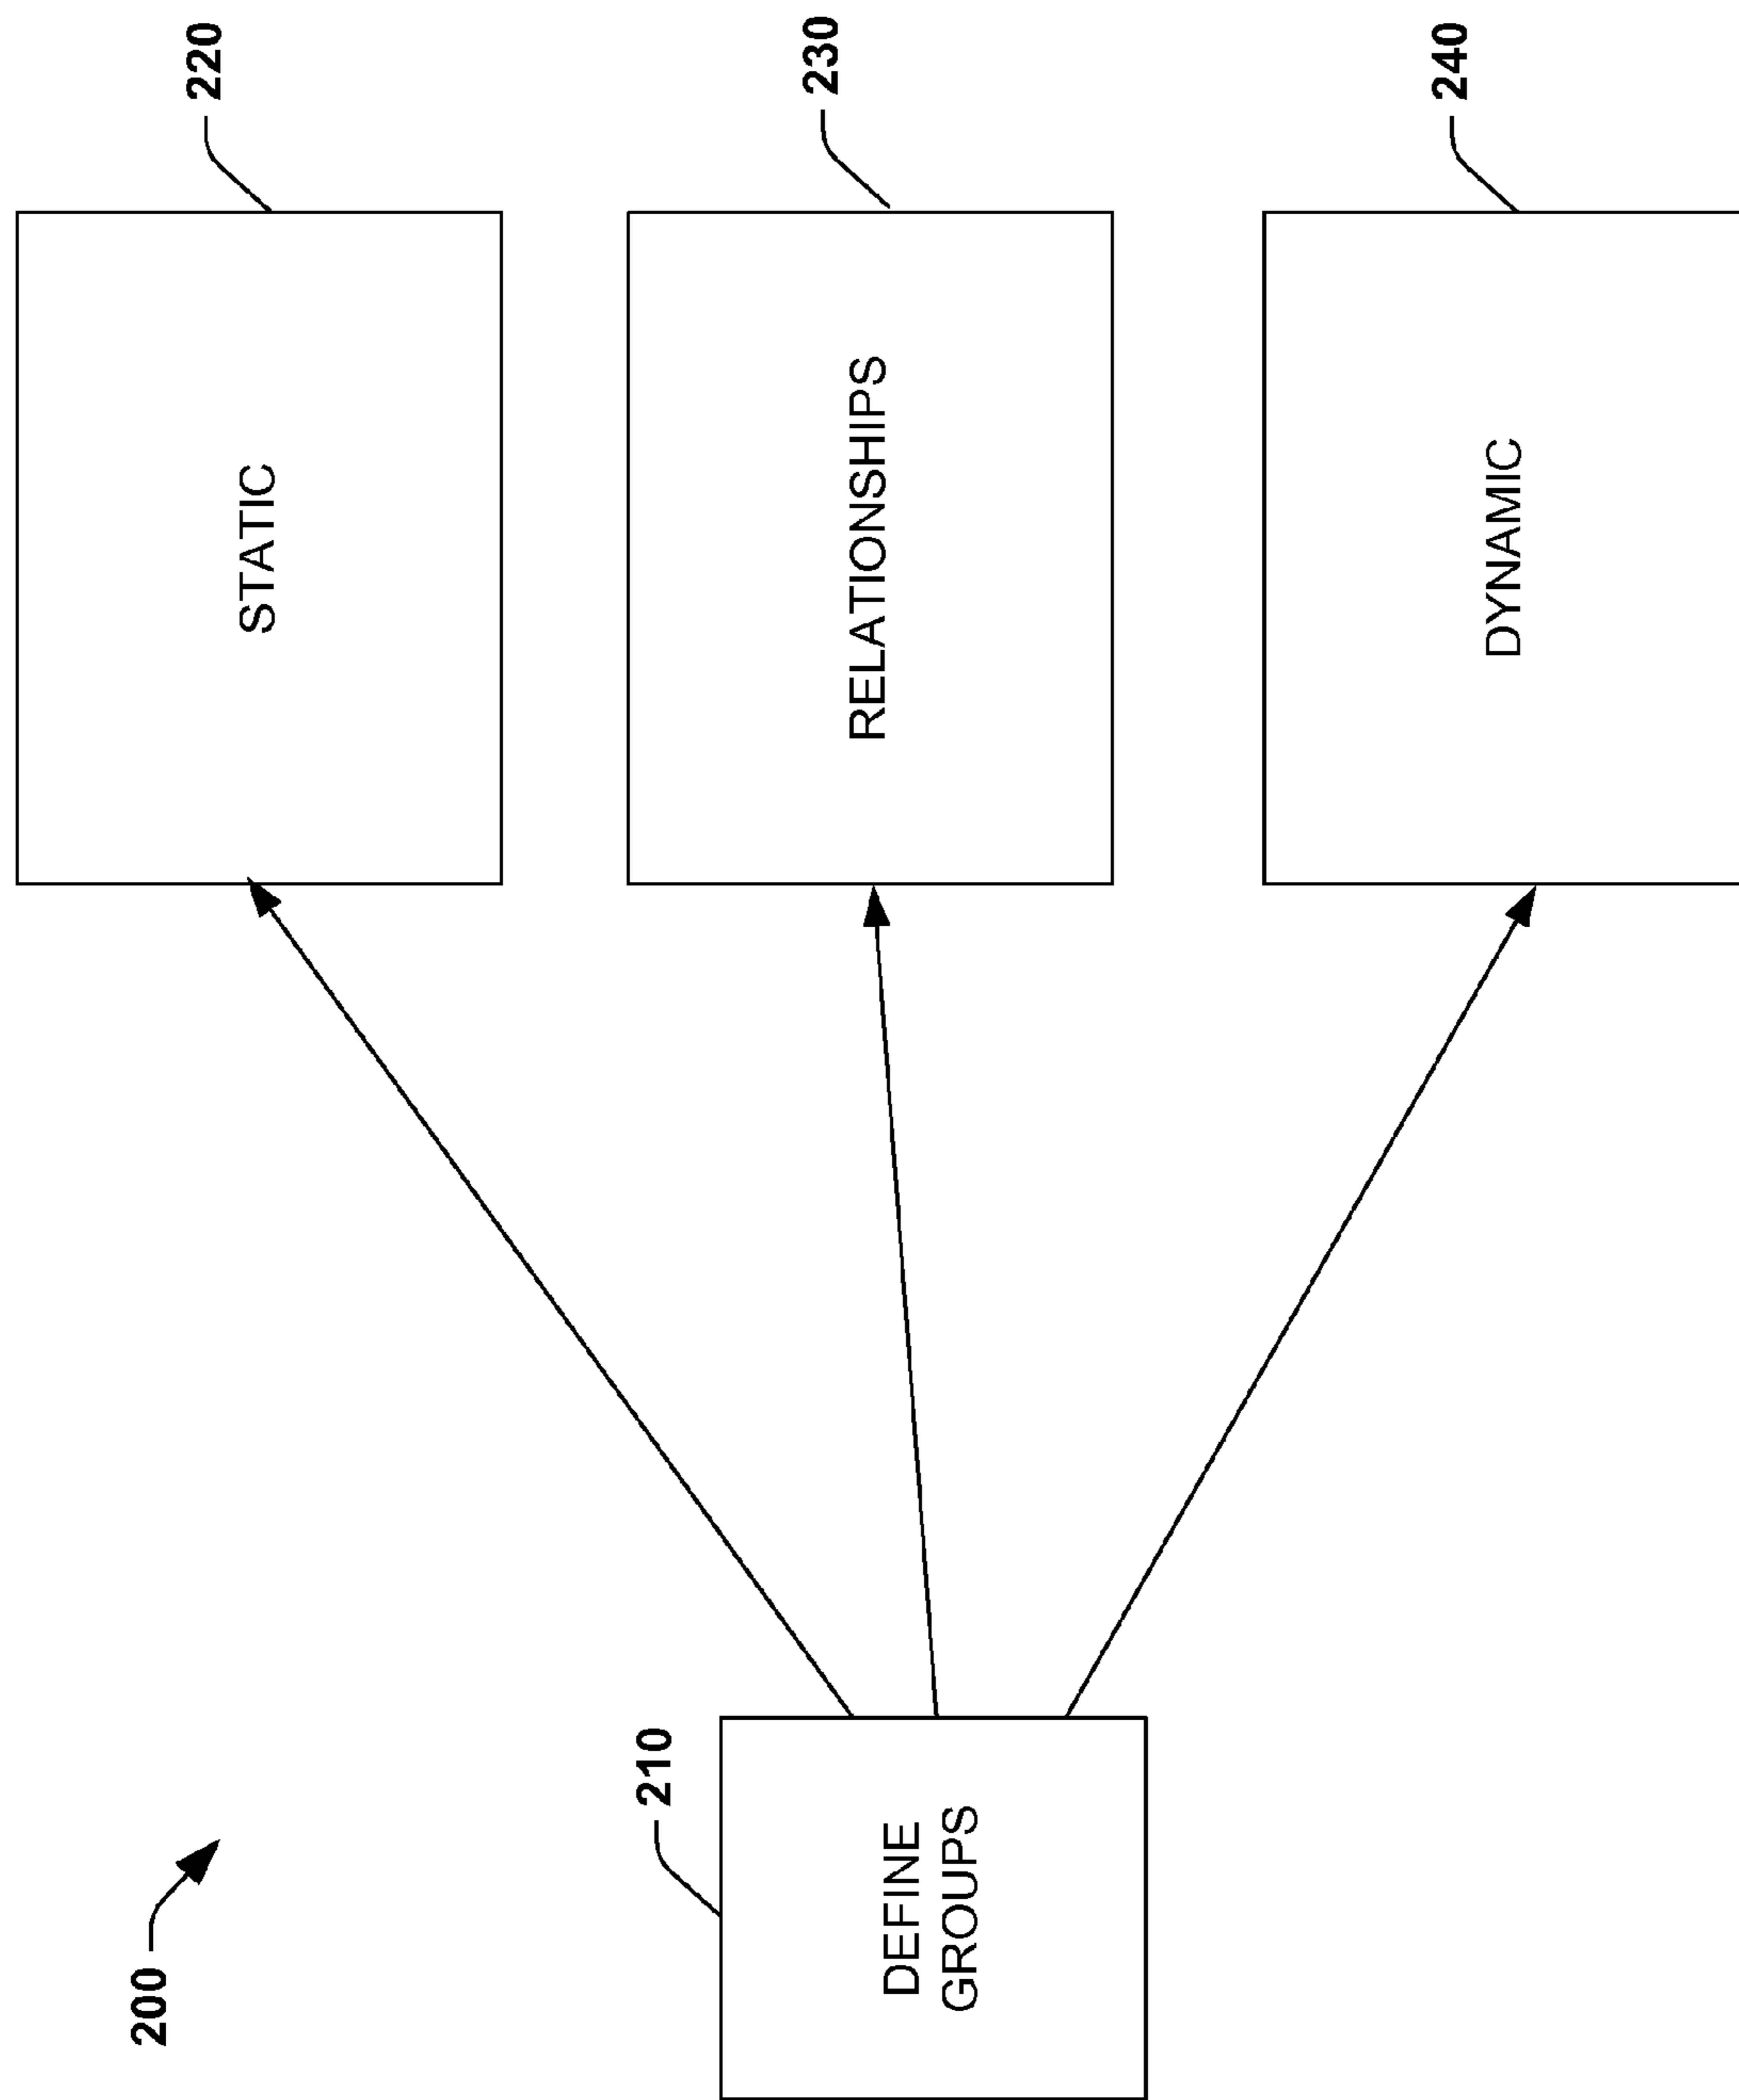 200
210
DEFINE
GROUPS
220
STATIC
230
RELATIONSHIPS
240
DYNAMIC